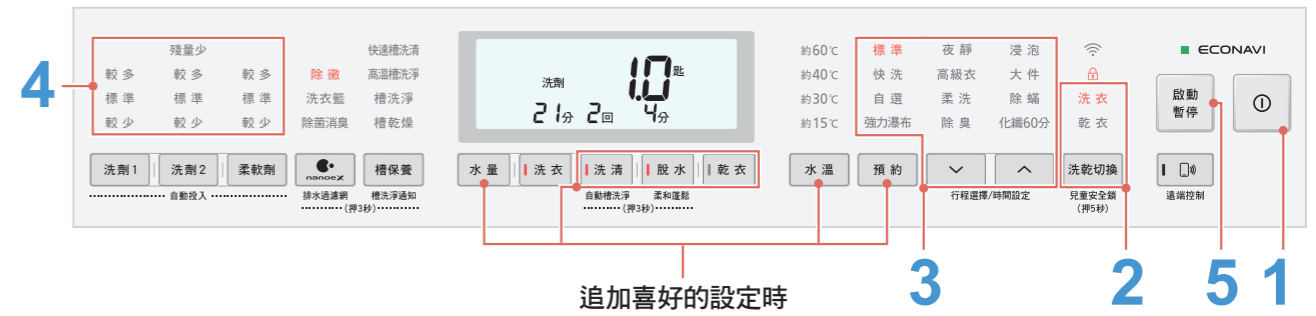 殘量少 快速槽洗清 約60℃ 標準 夜靜 浸泡 ECONAVI
較多 較多 較多 除黴 高溫槽洗淨 洗劑 1.0匙 約40℃ 快洗 高級衣 大件
4 標準 標準 標準 洗衣籃 槽洗淨 約30℃ 自選 柔洗 除蟎 洗衣 啟動
暫停
較少 較少 較少 除菌消臭 槽乾燥 21分 2回 4分 約15℃ 強力瀑布 除臭 化纖60分 乾衣
洗劑1 洗劑2 柔軟劑 nanoeX 槽保養 水量 洗衣 洗清 脫水 乾衣 水溫 預約 洗乾切換
自動投入 排水過濾網 槽洗淨通知 自動槽洗淨 柔和蓬鬆 行程選擇/時間設定 兒童安全鎖 遠端控制
(押3秒) (押3秒) (押5秒)
3 2 5 1
追加喜好的設定時